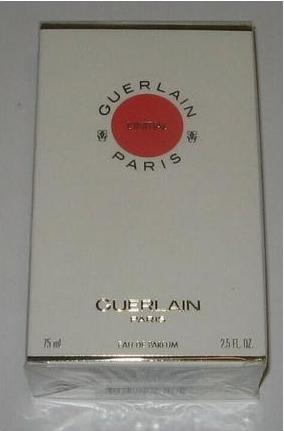 GUERLAIN
PARIS
GUERLAIN
PARIS
75 ml
EAU DE PARFUM
2.5 FL. OZ.